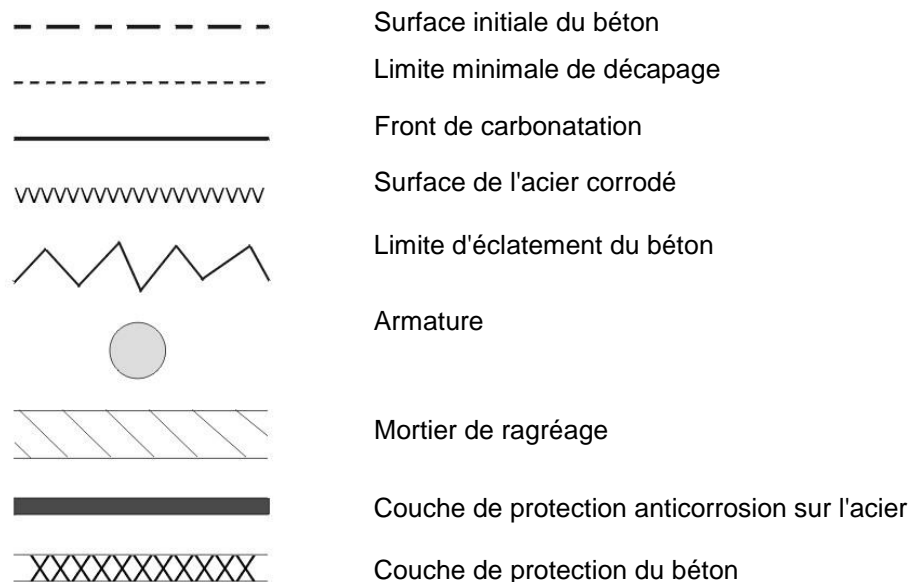 Surface initiale du béton
Limite minimale de décapage
Front de carbonatation
Surface de l'acier corrodé
Limite d'éclatement du béton
Armature
Mortier de ragréage
Couche de protection anticorrosion sur l'acier
Couche de protection du béton